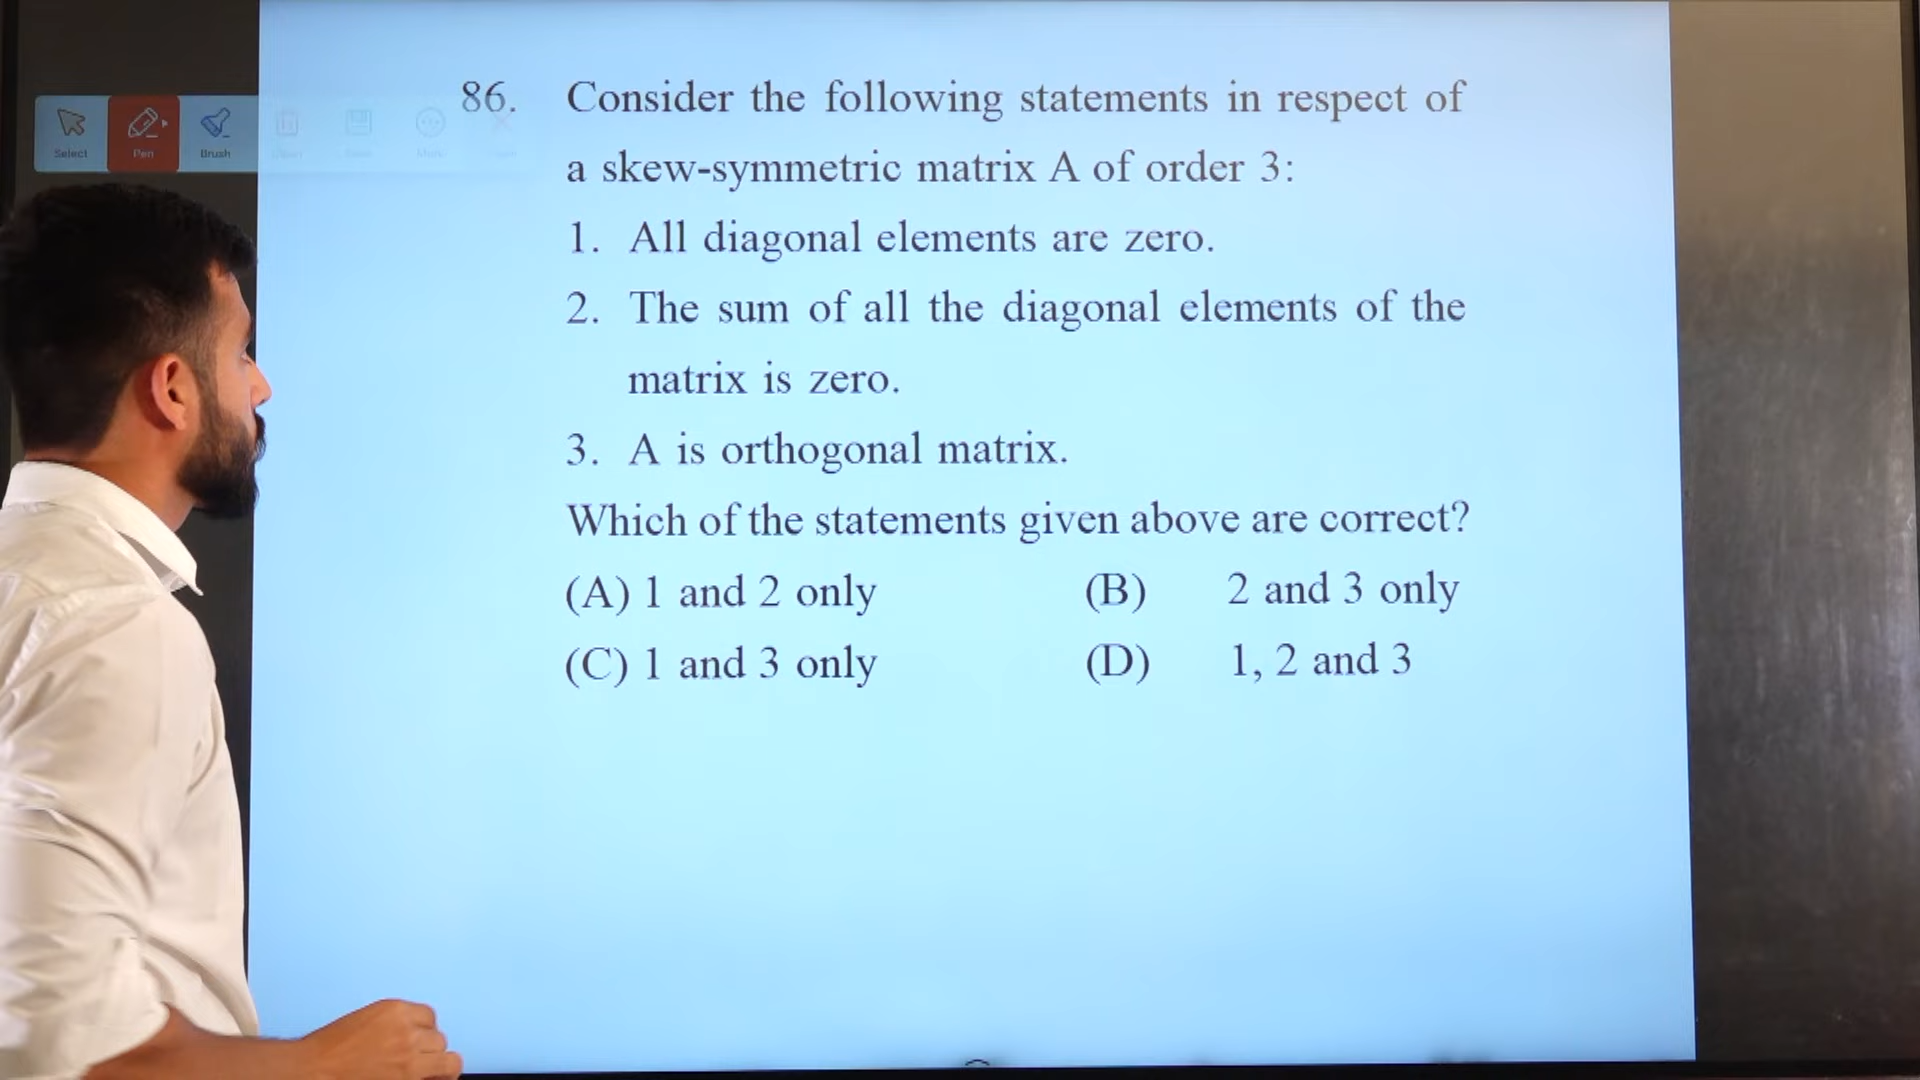 86. Consider the following statements in respect of
a skew-symmetric matrix A of order 3:
1. All diagonal elements are zero.
2. The sum of all the diagonal elements of the
matrix is zero.
3. A is orthogonal matrix.
Which of the statements given above are correct?
(A) 1 and 2 only (B) 2 and 3 only
(C) 1 and 3 only (D) 1, 2 and 3
Select Pen Brush